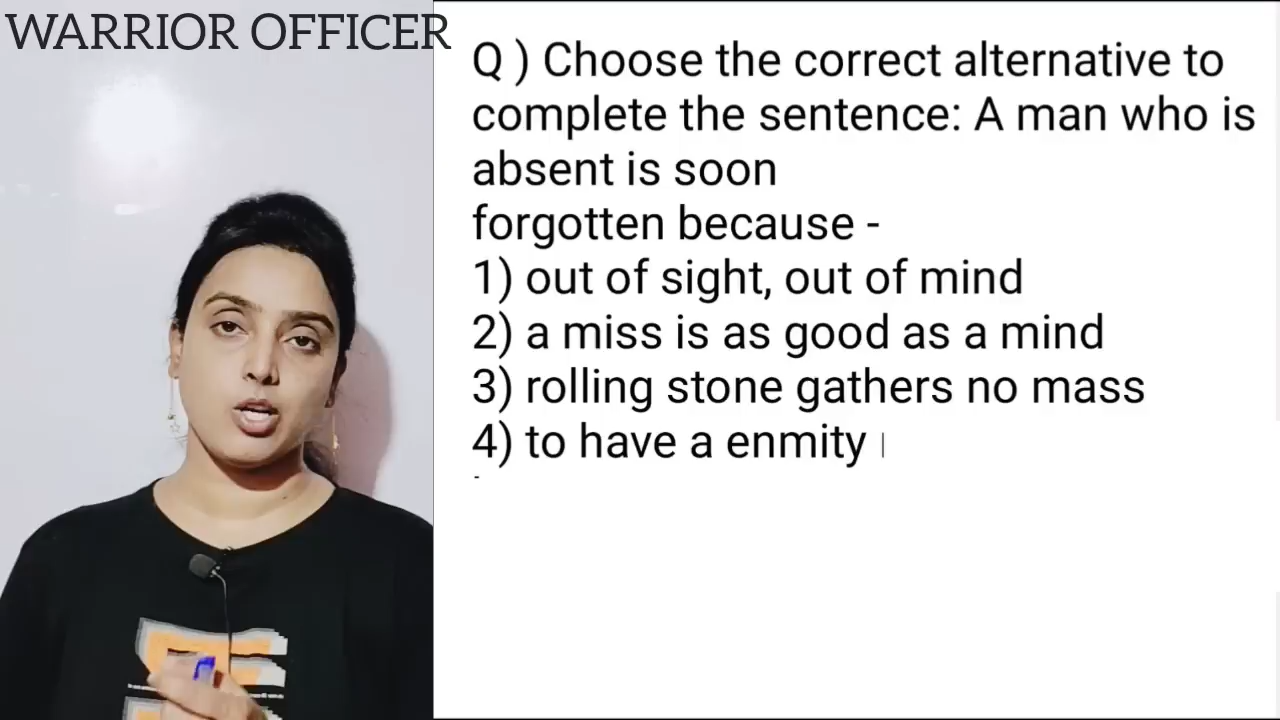 WARRIOR OFFICER
Q ) Choose the correct alternative to
complete the sentence: A man who is
absent is soon
forgotten because -
1) out of sight, out of mind
2) a miss is as good as a mind
3) rolling stone gathers no mass
4) to have a enmity